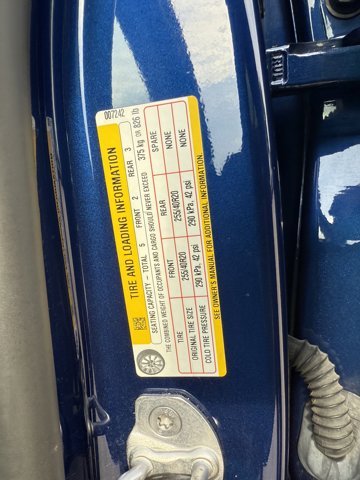 007242
TIRE AND LOADING INFORMATION
SEATING CAPACITY – TOTAL 5 FRONT 2 REAR 3
THE COMBINED WEIGHT OF OCCUPANTS AND CARGO SHOULD NEVER EXCEED 375 kg OR 826 lb
TIRE FRONT REAR SPARE
ORIGINAL TIRE SIZE 255/40R20 255/40R20 NONE
COLD TIRE PRESSURE 290 kPa, 42 psi 290 kPa, 42 psi NONE
SEE OWNER'S MANUAL FOR ADDITIONAL INFORMATION